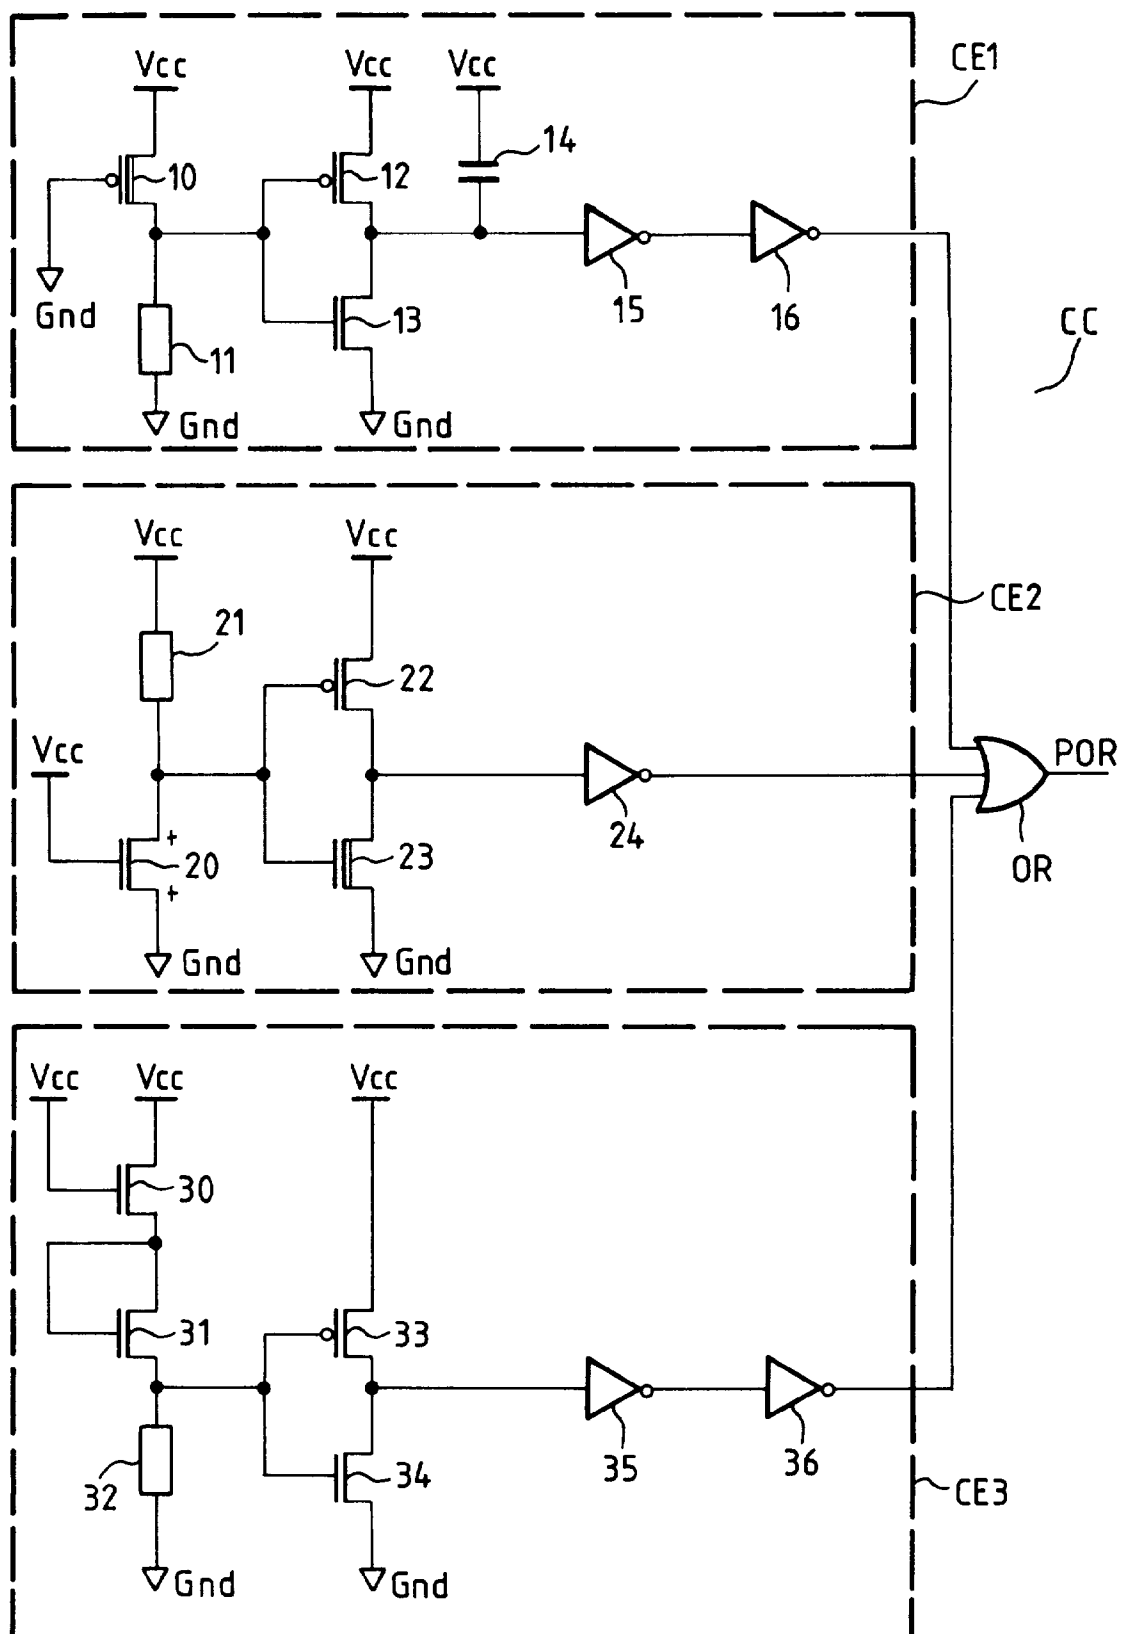 CE1
Vcc
Vcc
Vcc
14
10
12
Gnd
13
15
16
11
Gnd
Gnd
CC
Vcc
Vcc
CE2
21
22
Vcc
POR
+
20
23
24
OR
+
Gnd
Gnd
Vcc
Vcc
Vcc
30
31
33
32
34
35
36
CE3
Gnd
Gnd